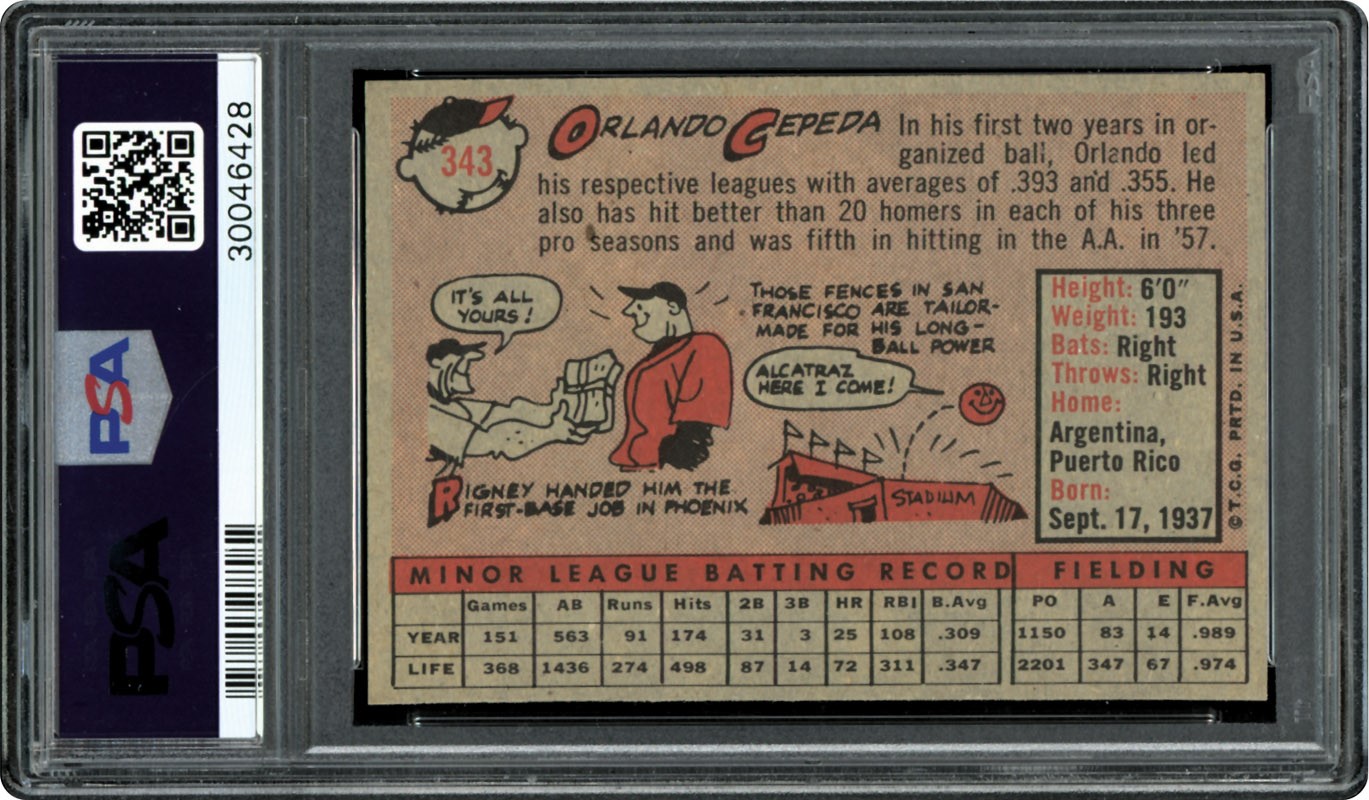 30046428
PSA
PSA
343
ORLANDO CEPEDA
In his first two years in or-
ganized ball, Orlando led
his respective leagues with averages of .393 and .355. He
also has hit better than 20 homers in each of his three
pro seasons and was fifth in hitting in the A.A. in '57.
IT'S ALL
YOURS!
RIGNEY HANDED HIM THE
FIRST-BASE JOB IN PHOENIX
THOSE FENCES IN SAN
FRANCISCO ARE TAILOR-
MADE FOR HIS LONG-
BALL POWER
ALCATRAZ
HERE I COME!
STADIUM
Height: 6'0"
Weight: 193
Bats: Right
Throws: Right
Home:
Argentina,
Puerto Rico
Born:
Sept. 17, 1937
© T.C.G. PRTD. IN U.S.A.
MINOR LEAGUE BATTING RECORD FIELDING
Games AB Runs Hits 2B 3B HR RBI B.Avg PO A E F.Avg
YEAR 151 563 91 174 31 3 25 108 .309 1150 83 14 .989
LIFE 368 1436 274 498 87 14 72 311 .347 2201 347 67 .974